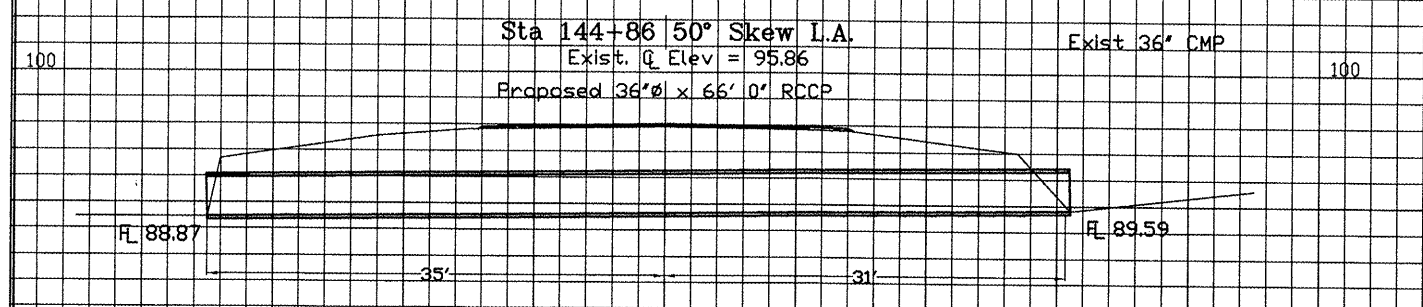 Sta 144+86 50° Skew L.A.
Exist 36" CMP
100
Exist. ℄ Elev = 95.86
100
Proposed 36"ø x 66' 0" RCCP
FL 88.87
FL 89.59
35'
31'